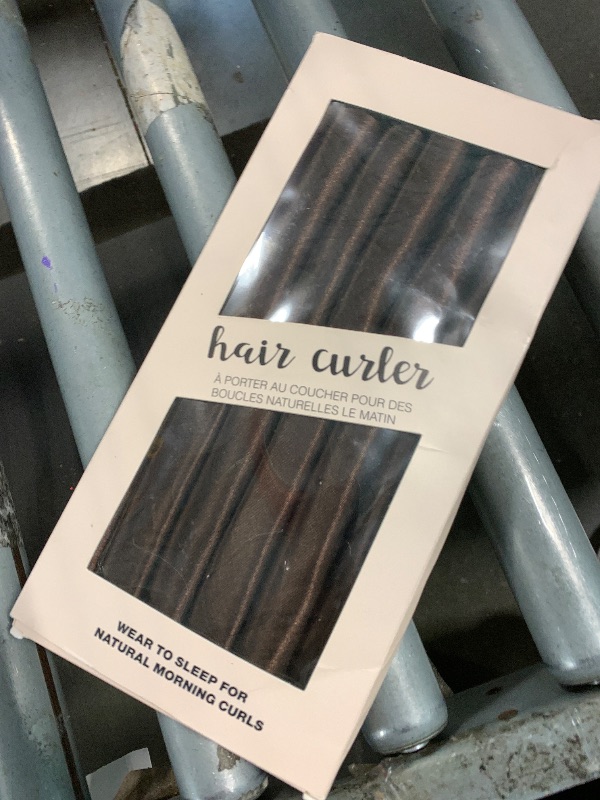 hair curler
À PORTER AU COUCHER POUR DES
BOUCLES NATURELLES LE MATIN
WEAR TO SLEEP FOR
NATURAL MORNING CURLS